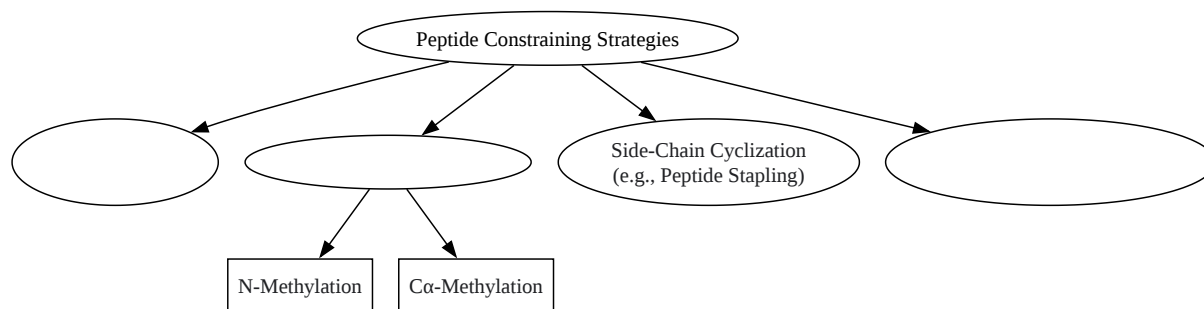 Peptide Constraining Strategies
Side-Chain Cyclization
(e.g., Peptide Stapling)
N-Methylation
Cα-Methylation